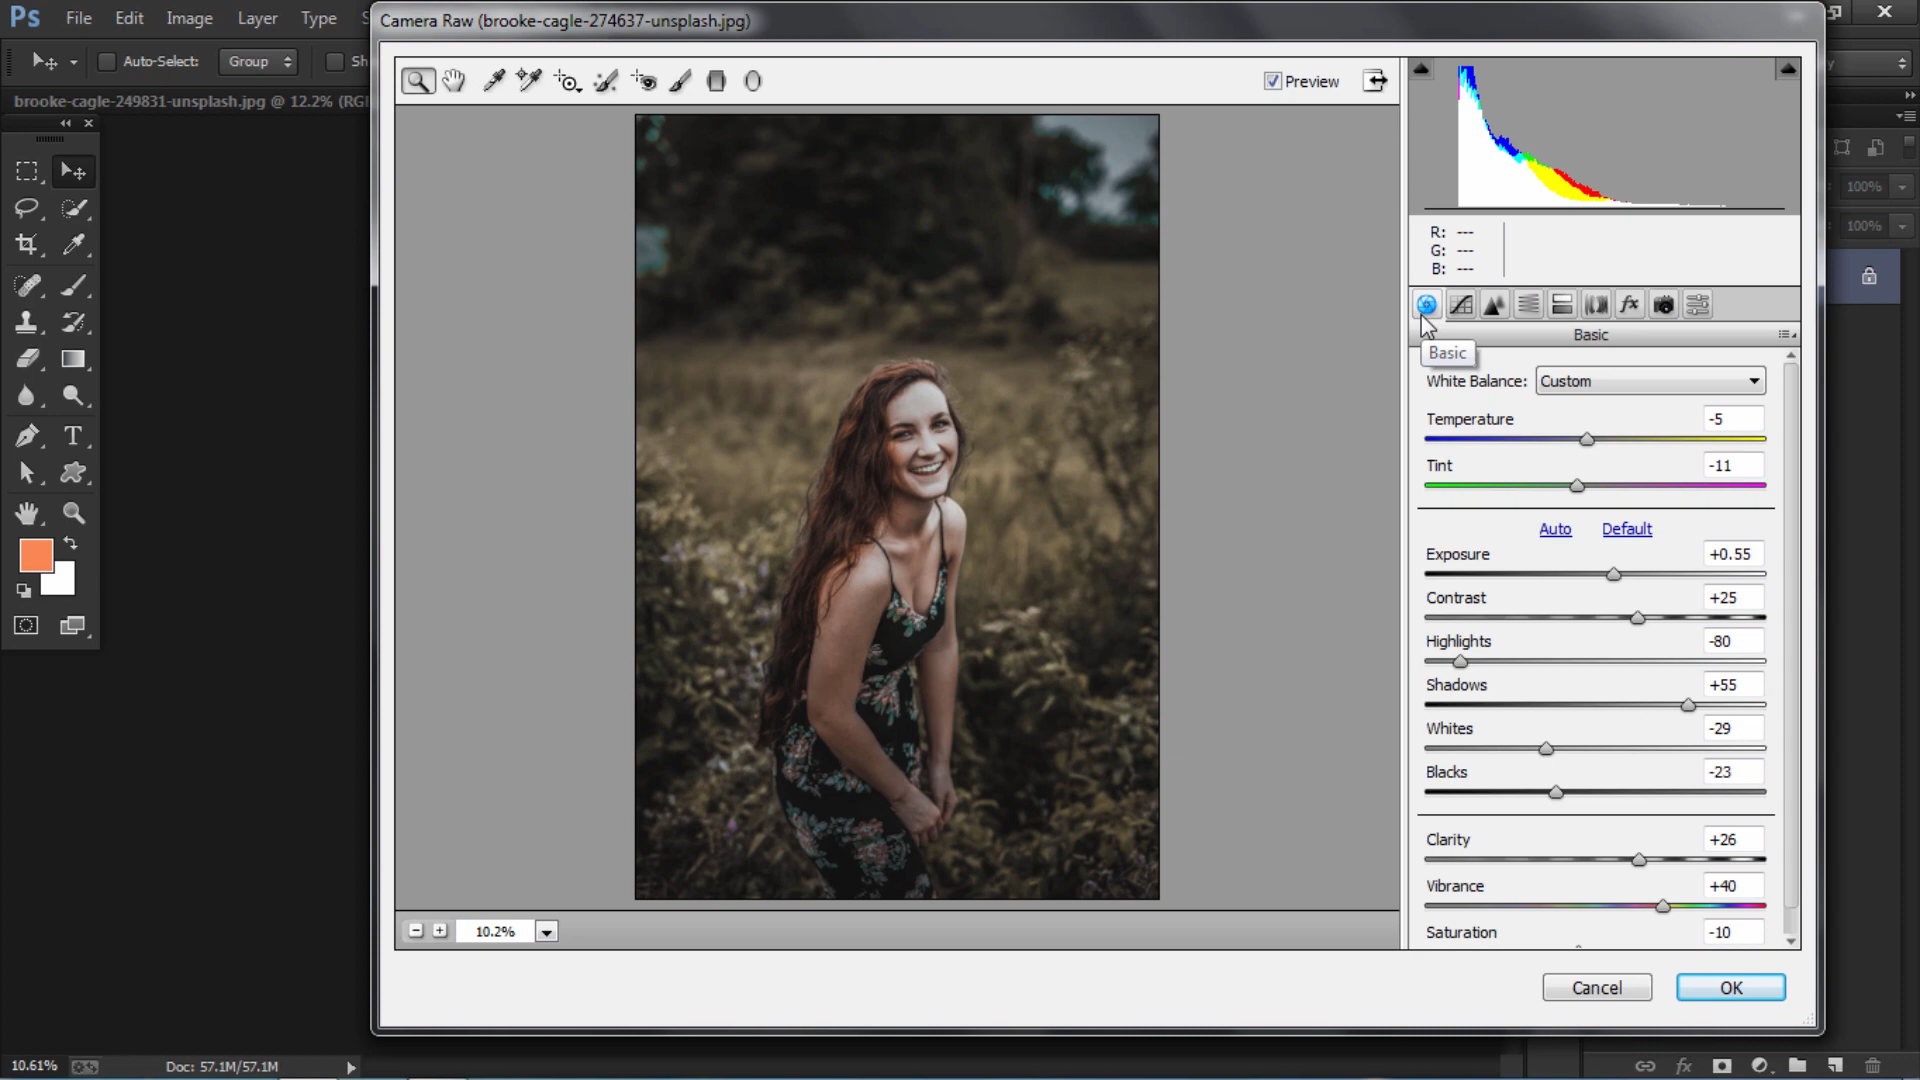 Ps File Edit Image Layer Type
Camera Raw (brooke-cagle-274637-unsplash.jpg)
Auto-Select: Group
Preview
brooke-cagle-249831-unsplash.jpg @ 12.2% (RG
100%
100%
R: ---
G: ---
B: ---
fx
Basic
Basic
White Balance: Custom
Temperature -5
Tint -11
Auto Default
Exposure +0.55
Contrast +25
Highlights -80
Shadows +55
Whites -29
Blacks -23
Clarity +26
Vibrance +40
Saturation -10
10.2%
Cancel OK
10.61% Doc: 57.1M/57.1M
fx